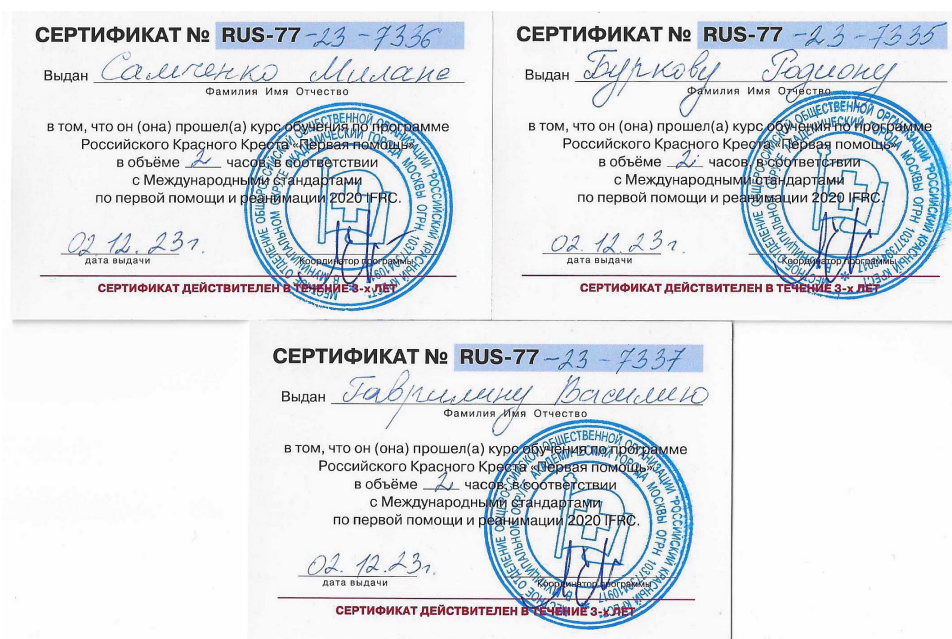 СЕРТИФИКАТ № RUS-77-23-7336
Выдан Самченко Милане
Фамилия Имя Отчество
в том, что он (она) прошел(а) курс обучения по программе
Российского Красного Креста «Первая помощь»
в объёме 2 часов, в соответствии
с Международными стандартами
по первой помощи и реанимации 2020 IFRC.
02.12.23г.
дата выдачи
Координатор программы
СЕРТИФИКАТ ДЕЙСТВИТЕЛЕН В ТЕЧЕНИЕ 3-х ЛЕТ
СЕРТИФИКАТ № RUS-77-23-7335
Выдан Буркову Родиону
Фамилия Имя Отчество
в том, что он (она) прошел(а) курс обучения по программе
Российского Красного Креста «Первая помощь»
в объёме 2 часов, в соответствии
с Международными стандартами
по первой помощи и реанимации 2020 IFRC.
02.12.23г.
дата выдачи
Координатор программы
СЕРТИФИКАТ ДЕЙСТВИТЕЛЕН В ТЕЧЕНИЕ 3-х ЛЕТ
СЕРТИФИКАТ № RUS-77-23-7337
Выдан Гаврилину Василию
Фамилия Имя Отчество
в том, что он (она) прошел(а) курс обучения по программе
Российского Красного Креста «Первая помощь»
в объёме 2 часов, в соответствии
с Международными стандартами
по первой помощи и реанимации 2020 IFRC.
02.12.23г.
дата выдачи
Координатор программы
СЕРТИФИКАТ ДЕЙСТВИТЕЛЕН В ТЕЧЕНИЕ 3-х ЛЕТ